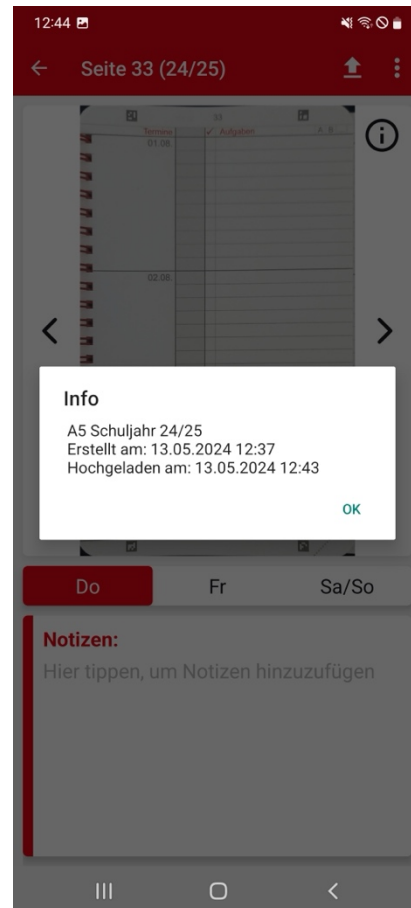 12:44
Seite 33 (24/25)
33
Termine ✓ Aufgaben A B
01.08.
02.08.
Info
A5 Schuljahr 24/25
Erstellt am: 13.05.2024 12:37
Hochgeladen am: 13.05.2024 12:43
OK
Do Fr Sa/So
Notizen:
Hier tippen, um Notizen hinzuzufügen